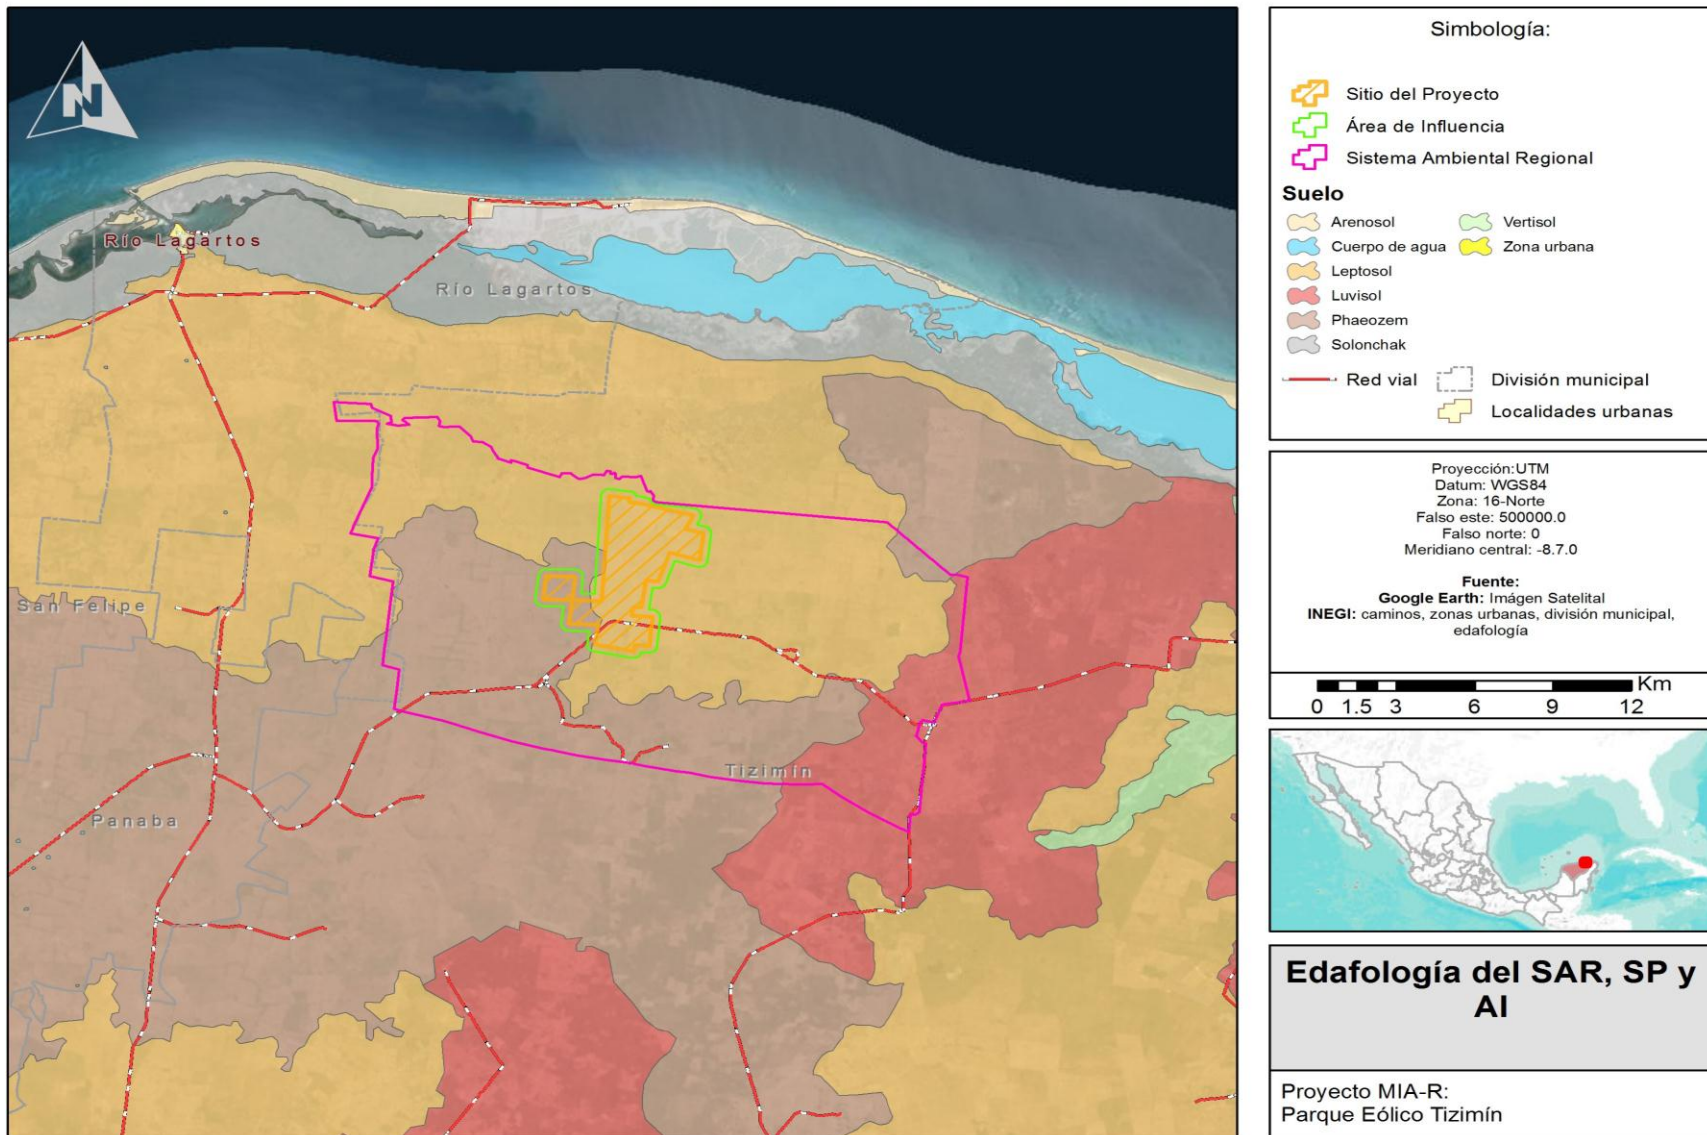 N
Río Lagartos
Río Lagartos
San Felipe
Tizimín
Panaba
Simbología:
Sitio del Proyecto
Área de Influencia
Sistema Ambiental Regional
Suelo
Arenosol
Vertisol
Cuerpo de agua
Zona urbana
Leptosol
Luvisol
Phaeozem
Solonchak
Red vial
División municipal
Localidades urbanas
Proyección:UTM
Datum: WGS84
Zona: 16-Norte
Falso este: 500000.0
Falso norte: 0
Meridiano central: -8.7.0
Fuente:
Google Earth: Imágen Satelital
INEGI: caminos, zonas urbanas, división municipal,
edafología
Km
0 1.5 3 6 9 12
Edafología del SAR, SP y
AI
Proyecto MIA-R:
Parque Eólico Tizimín